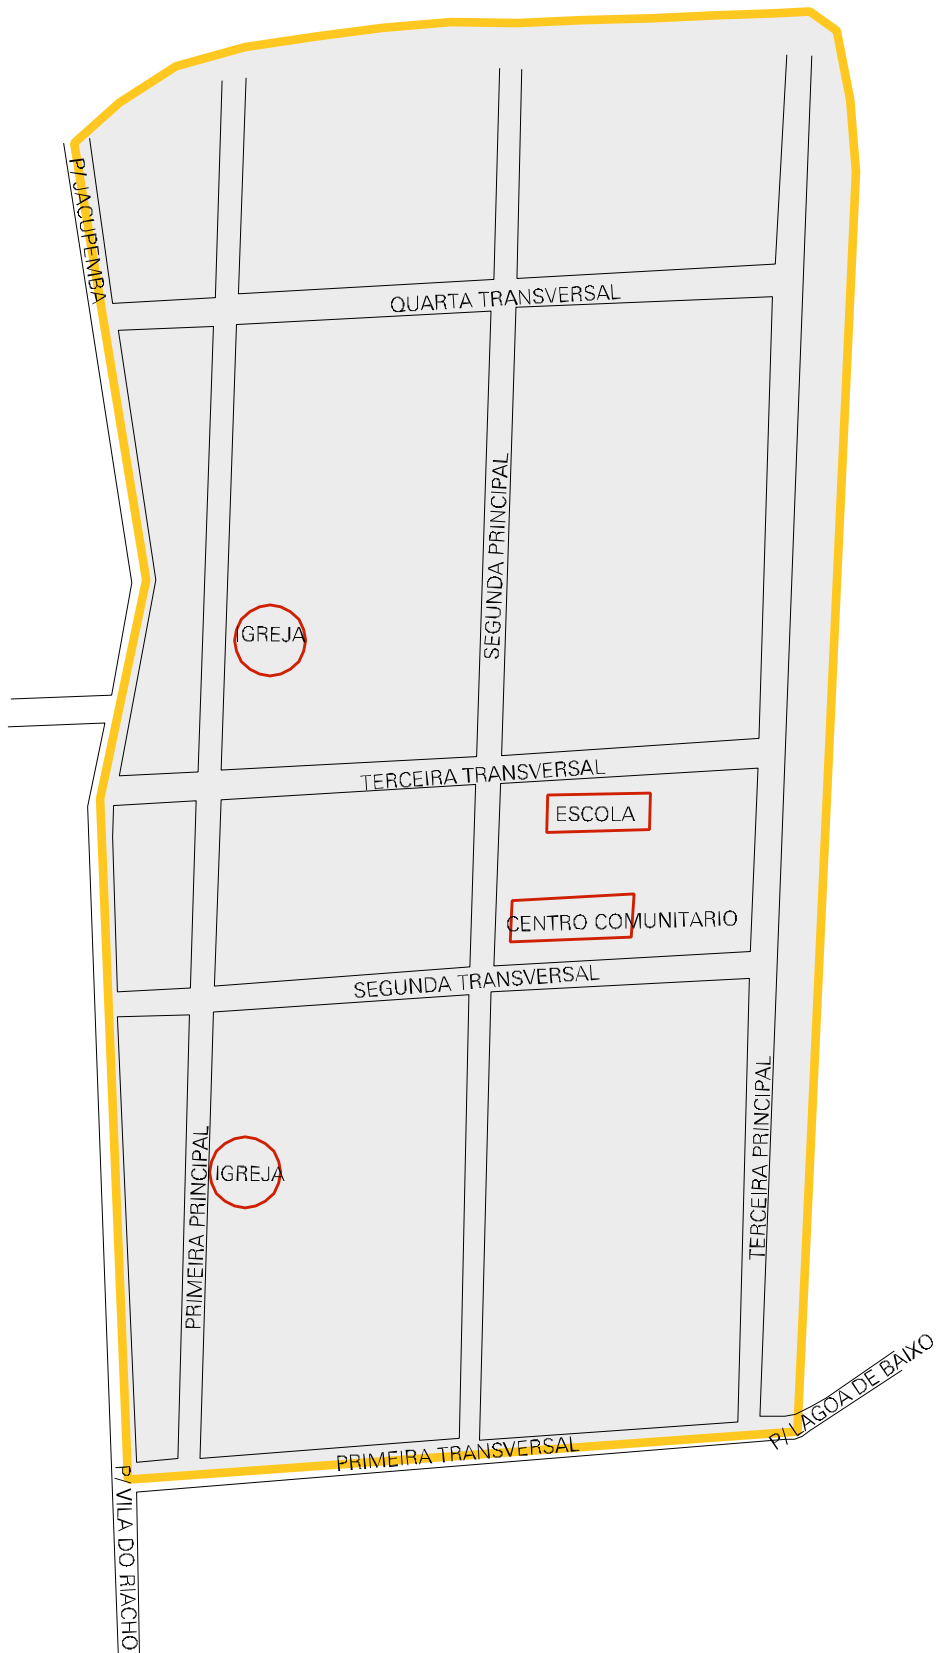 P/ JACUPEMBA
QUARTA TRANSVERSAL
SEGUNDA PRINCIPAL
IGREJA
TERCEIRA TRANSVERSAL
ESCOLA
CENTRO COMUNITARIO
SEGUNDA TRANSVERSAL
TERCEIRA PRINCIPAL
PRIMEIRA PRINCIPAL
IGREJA
P/ LAGOA DE BAIXO
PRIMEIRA TRANSVERSAL
P/ VILA DO RIACHO